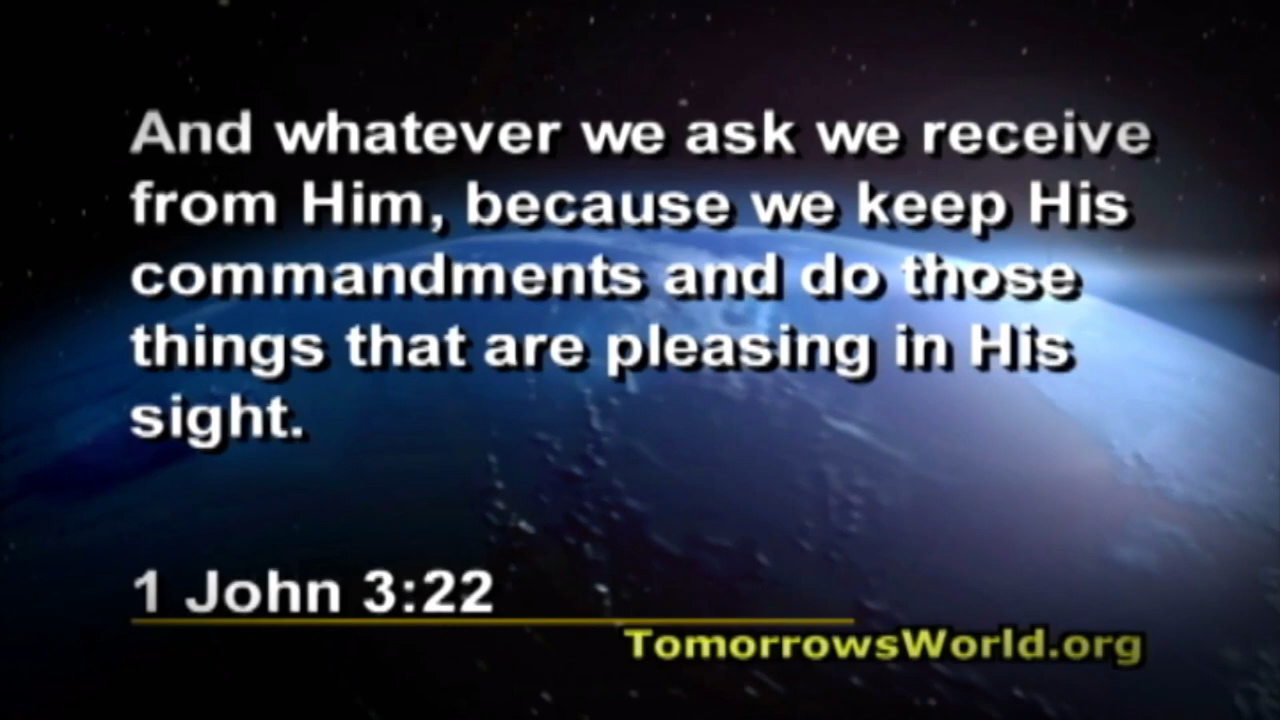 And whatever we ask we receive
from Him, because we keep His
commandments and do those
things that are pleasing in His
sight.
1 John 3:22
TomorrowsWorld.org